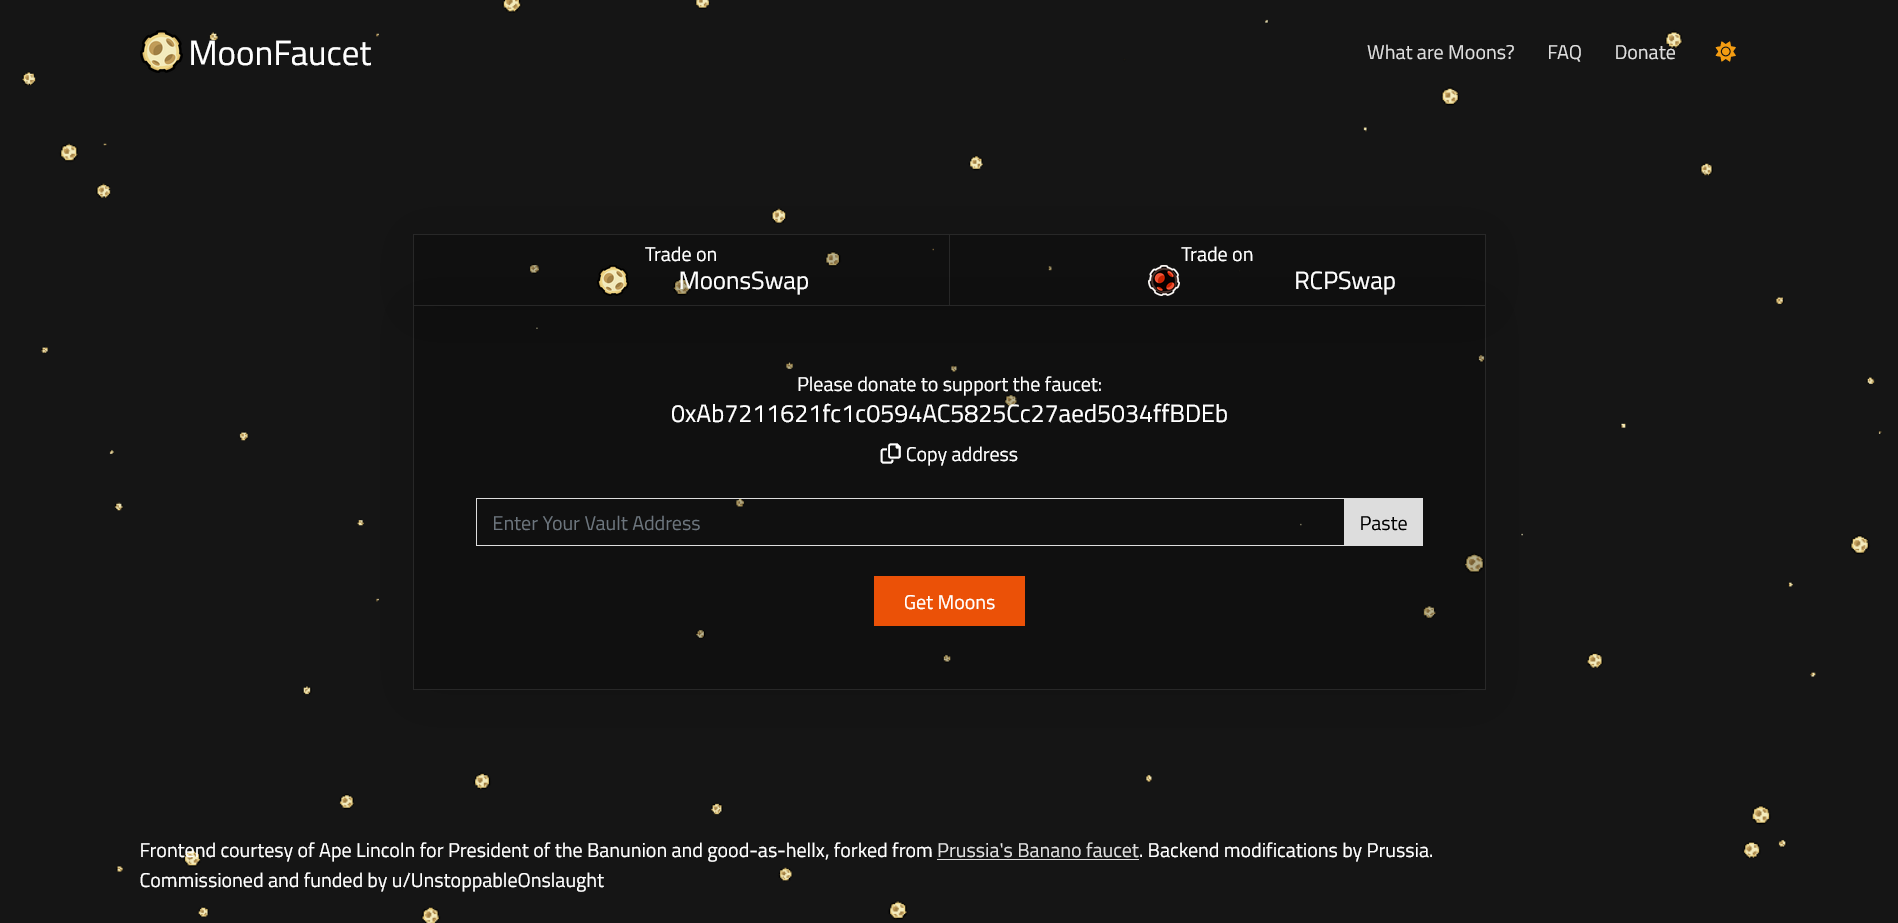 MoonFaucet
What are Moons? FAQ Donate
Trade on
MoonsSwap
Trade on
RCPSwap
Please donate to support the faucet:
0xAb7211621fc1c0594AC5825Cc27aed5034ffBDEb
Copy address
Enter Your Vault Address
Paste
Get Moons
Frontend courtesy of Ape Lincoln for President of the Banunion and good-as-hellx, forked from Prussia's Banano faucet. Backend modifications by Prussia.
Commissioned and funded by u/UnstoppableOnslaught